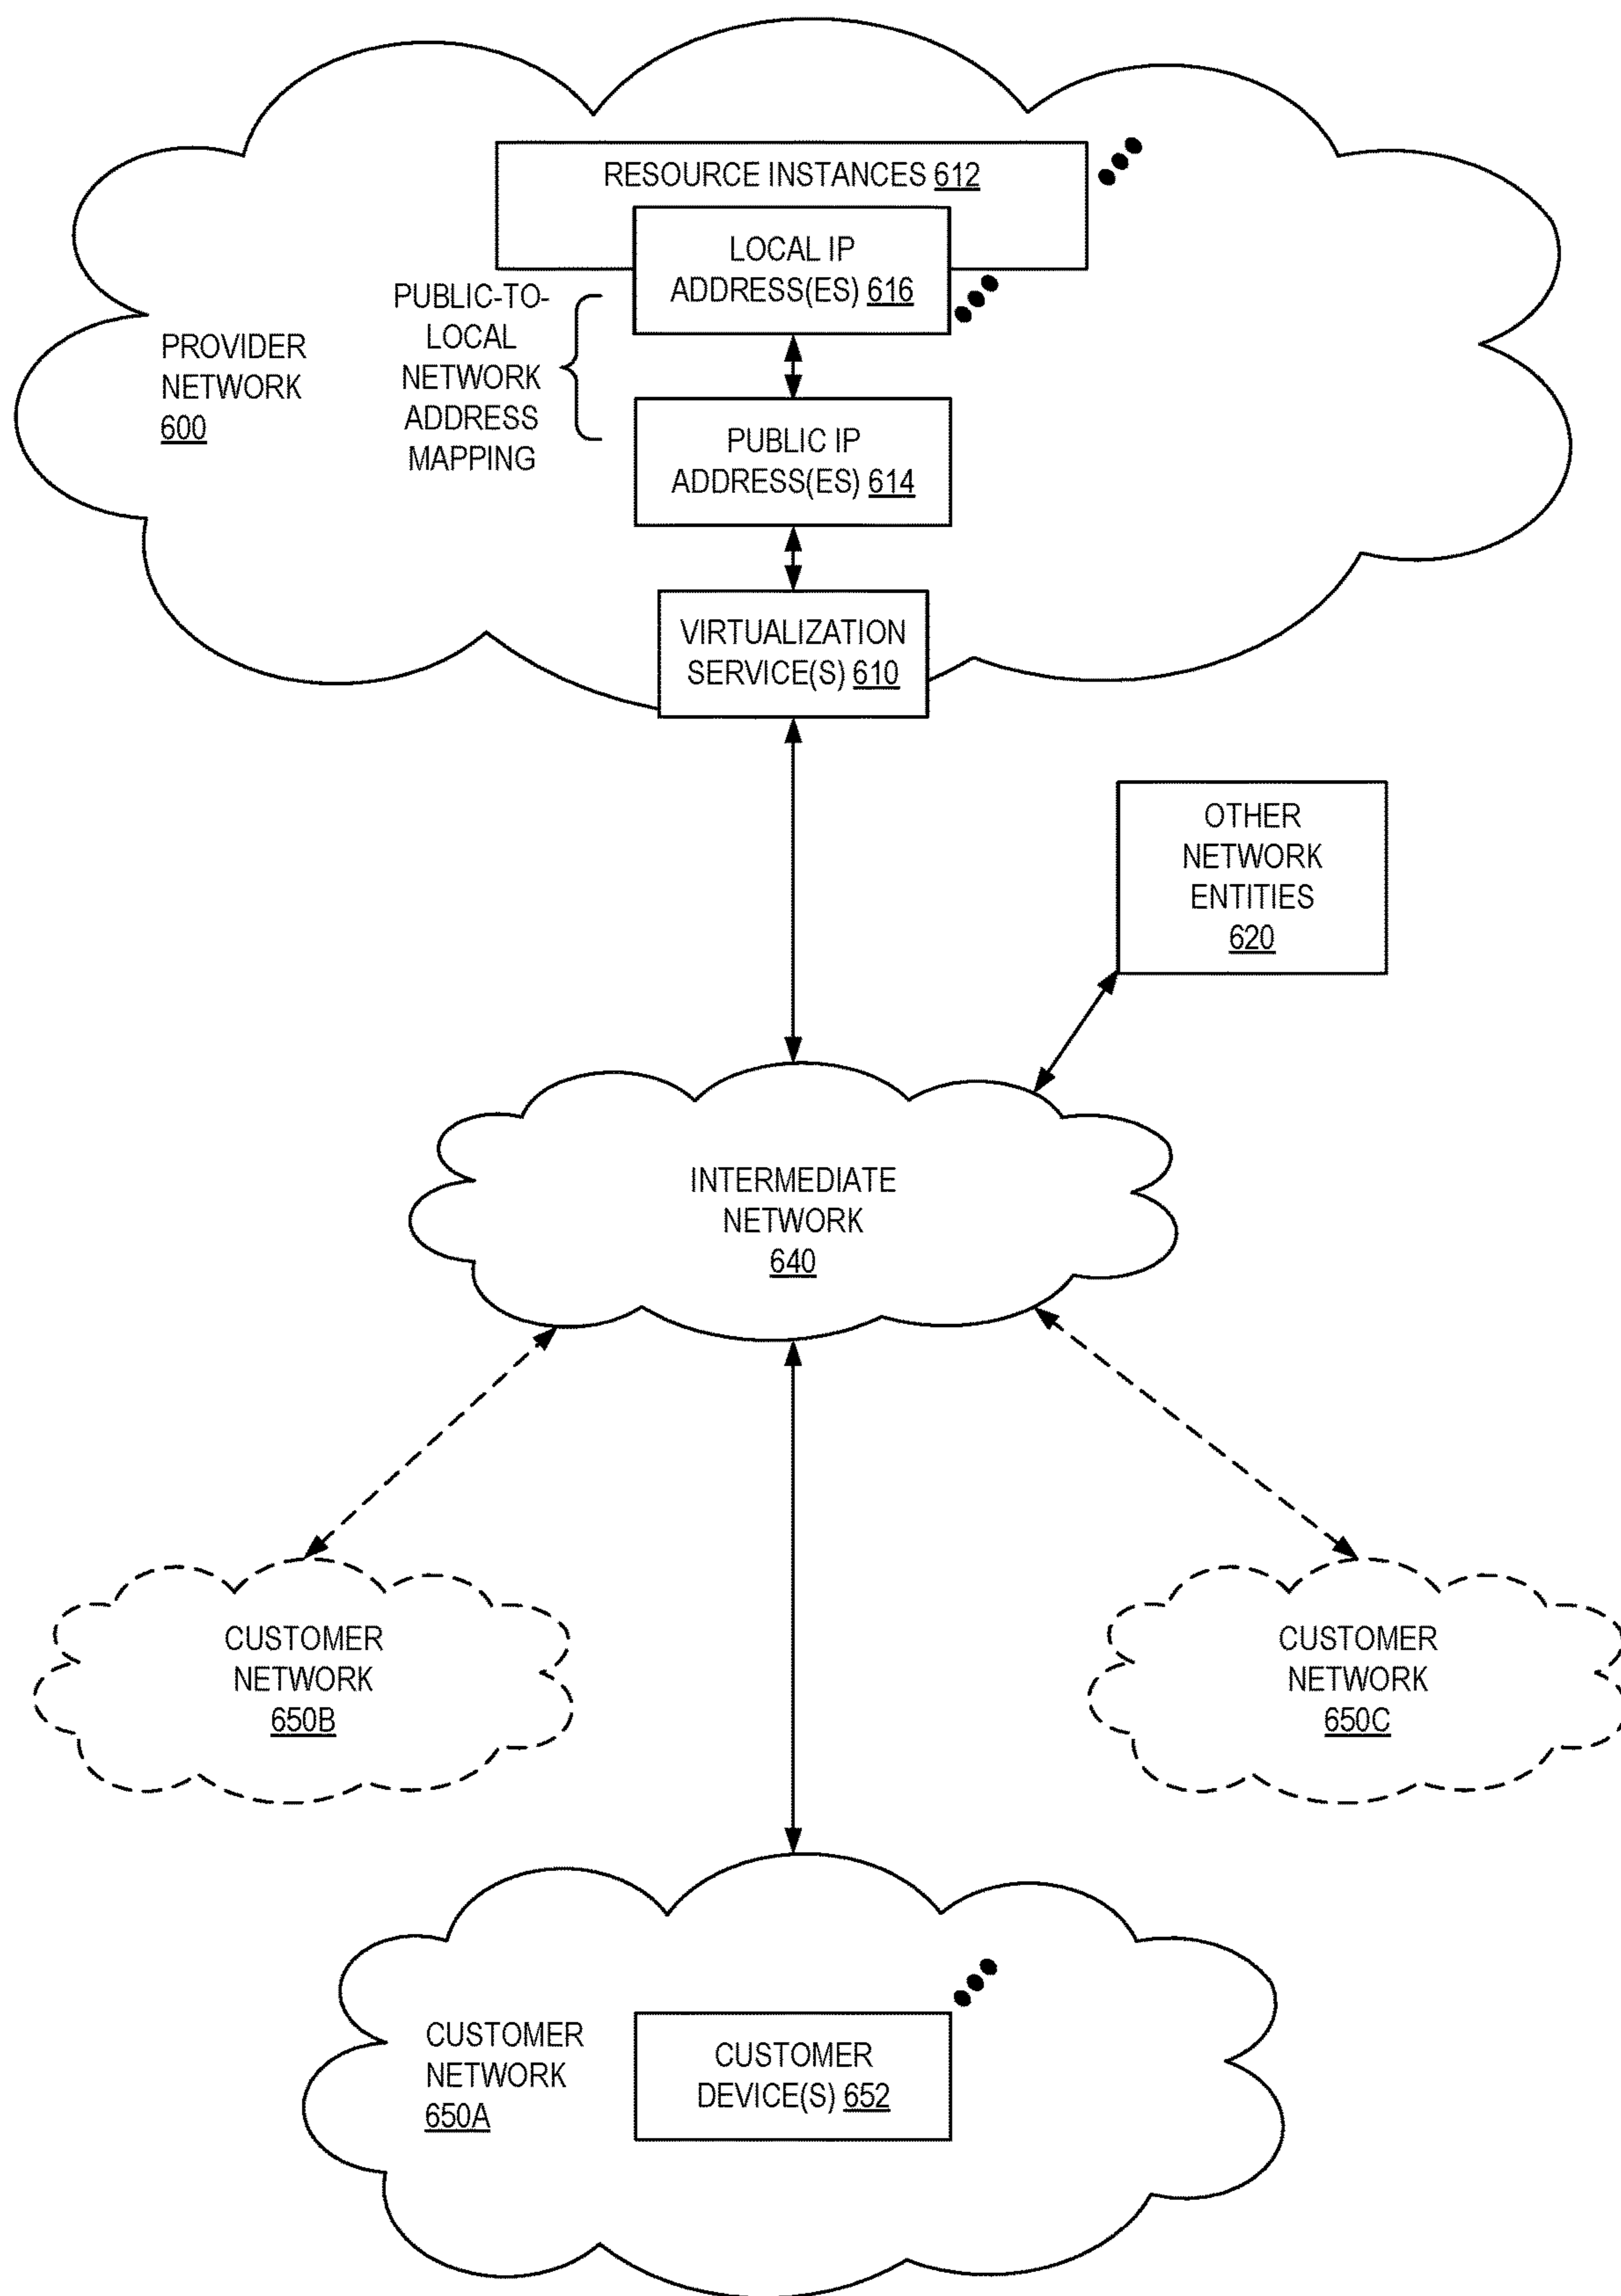 RESOURCE INSTANCES 612
LOCAL IP
ADDRESS(ES) 616
PUBLIC-TO-
LOCAL
NETWORK
ADDRESS
MAPPING
PROVIDER
NETWORK
600
PUBLIC IP
ADDRESS(ES) 614
VIRTUALIZATION
SERVICE(S) 610
OTHER
NETWORK
ENTITIES
620
INTERMEDIATE
NETWORK
640
CUSTOMER
NETWORK
650B
CUSTOMER
NETWORK
650C
CUSTOMER
NETWORK
650A
CUSTOMER
DEVICE(S) 652